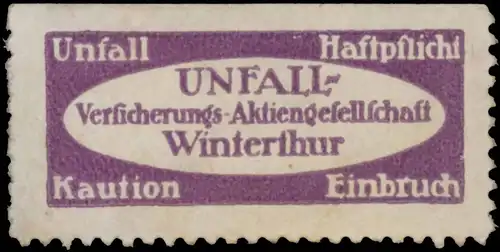 Unfall Haftpflicht
UNFALL-
Verſicherungs-Aktiengeſellſchaft
Winterthur
Kaution Einbruch